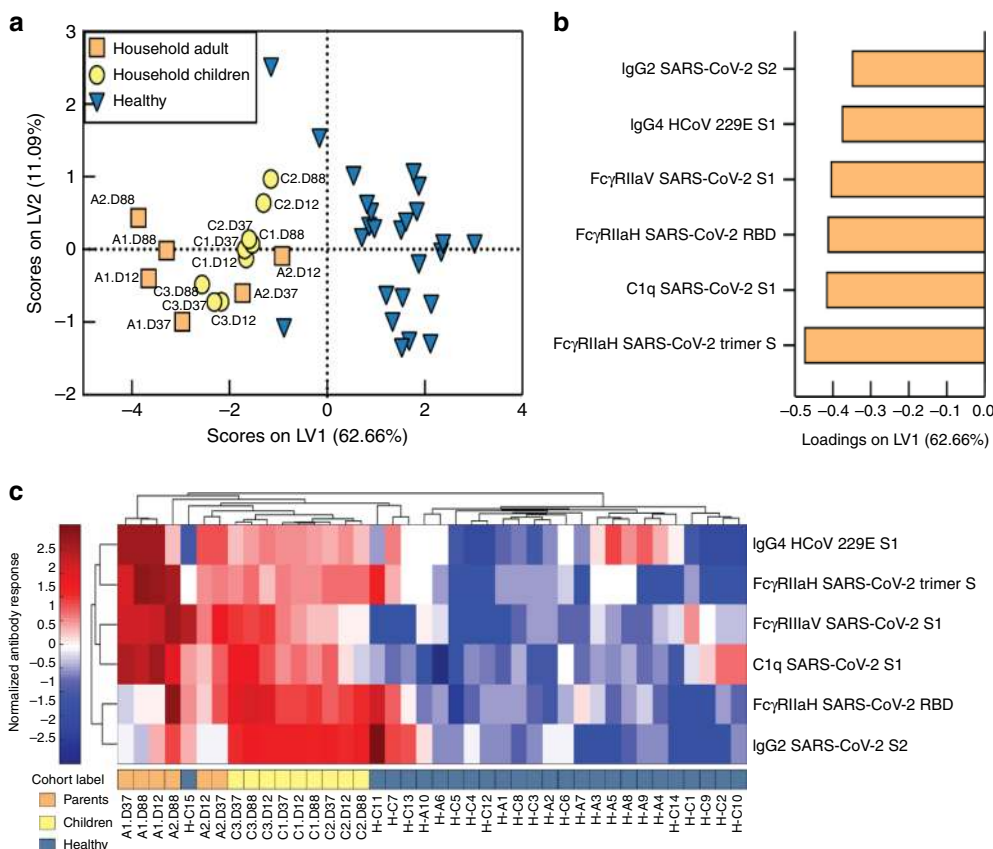 a
3
2
1
0
−1
−2
Scores on LV2 (11.09%)
Household adult
Household children
Healthy
A2.D88
A1.D88
A1.D12
A1.D37
C2.D88
C2.D12
C2.D37
C1.D88
C1.D37
C1.D12
A2.D12
C3.D88
C3.D37
C3.D12
A2.D37
−4
−2
0
2
4
Scores on LV1 (62.66%)
b
IgG2 SARS-CoV-2 S2
IgG4 HCoV 229E S1
FcγRIIaV SARS-CoV-2 S1
FcγRIIaH SARS-CoV-2 RBD
C1q SARS-CoV-2 S1
FcγRIIaH SARS-CoV-2 trimer S
−0.5 −0.4 −0.3 −0.2 −0.1 0.0
Loadings on LV1 (62.66%)
c
Normalized antibody response
2.5
2
1.5
1
0.5
0
−0.5
−1
−1.5
−2
−2.5
IgG4 HCoV 229E S1
FcγRIIaH SARS-CoV-2 trimer S
FcγRIIIaV SARS-CoV-2 S1
C1q SARS-CoV-2 S1
FcγRIIaH SARS-CoV-2 RBD
IgG2 SARS-CoV-2 S2
Cohort label
Parents
Children
Healthy
A1.D37
A1.D88
A1.D12
A2.D88
H-C15
A2.D12
A2.D37
C3.D37
C3.D88
C3.D12
C1.D37
C1.D12
C1.D88
C2.D37
C2.D12
C2.D88
H-C11
H-C7
H-C13
H-A10
H-A6
H-C5
H-C4
H-C12
H-A1
H-C8
H-C3
H-A2
H-C6
H-A7
H-A3
H-A5
H-A8
H-A9
H-A4
H-C14
H-C1
H-C9
H-C2
H-C10